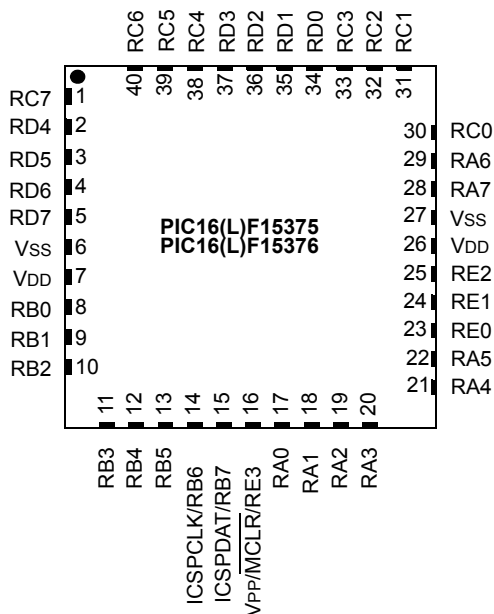 RC6
RC5
RC4
RD3
RD2
RD1
RD0
RC3
RC2
RC1
40
39
38
37
36
35
34
33
32
31
RC7 1
RD4 2
RD5 3
RD6 4
RD7 5
VSS 6
VDD 7
RB0 8
RB1 9
RB2 10
PIC16(L)F15375
PIC16(L)F15376
30 RC0
29 RA6
28 RA7
27 VSS
26 VDD
25 RE2
24 RE1
23 RE0
22 RA5
21 RA4
11
12
13
14
15
16
17
18
19
20
RB3
RB4
RB5
ICSPCLK/RB6
ICSPDAT/RB7
VPP/MCLR/RE3
RA0
RA1
RA2
RA3